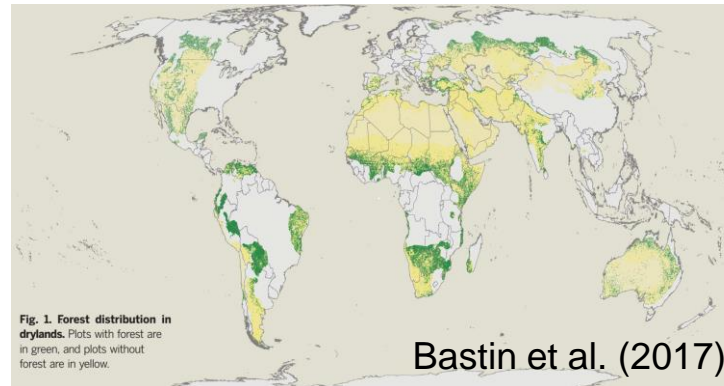 Fig. 1. Forest distribution in
drylands. Plots with forest are
in green, and plots without
forest are in yellow.
Bastin et al. (2017)